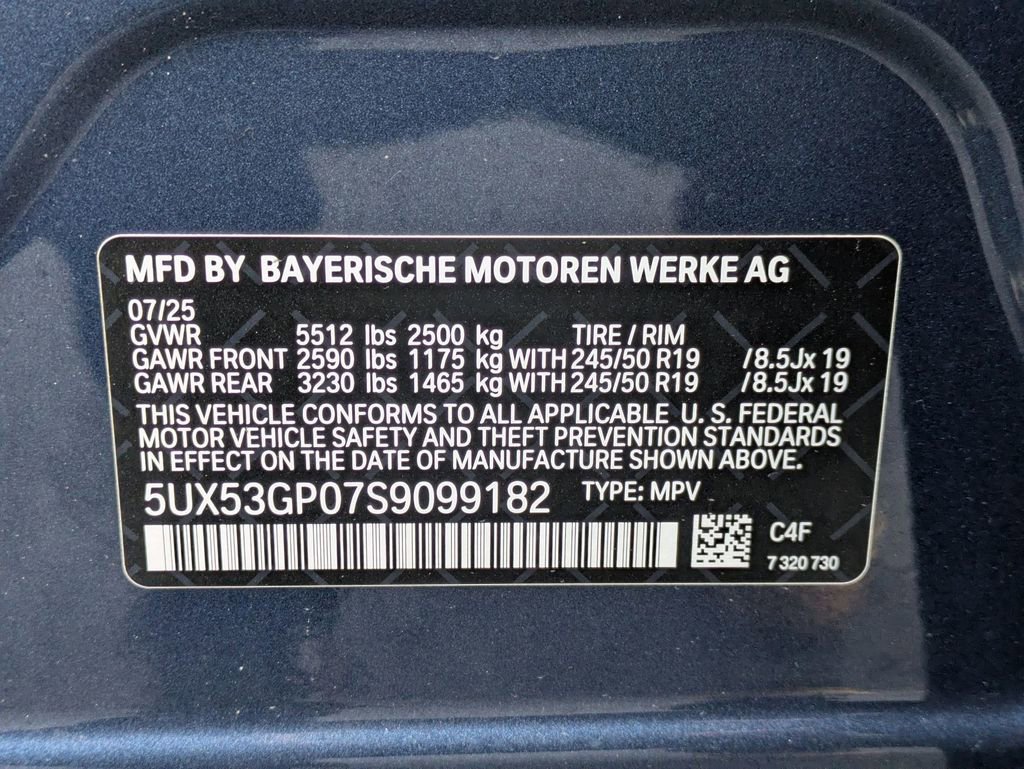 MFD BY BAYERISCHE MOTOREN WERKE AG
07/25
GVWR 5512 lbs 2500 kg TIRE / RIM
GAWR FRONT 2590 lbs 1175 kg WITH 245/50 R19 /8.5Jx 19
GAWR REAR 3230 lbs 1465 kg WITH 245/50 R19 /8.5Jx 19
THIS VEHICLE CONFORMS TO ALL APPLICABLE U. S. FEDERAL
MOTOR VEHICLE SAFETY AND THEFT PREVENTION STANDARDS
IN EFFECT ON THE DATE OF MANUFACTURE SHOWN ABOVE.
5UX53GP07S9099182 TYPE: MPV
C4F
7 320 730